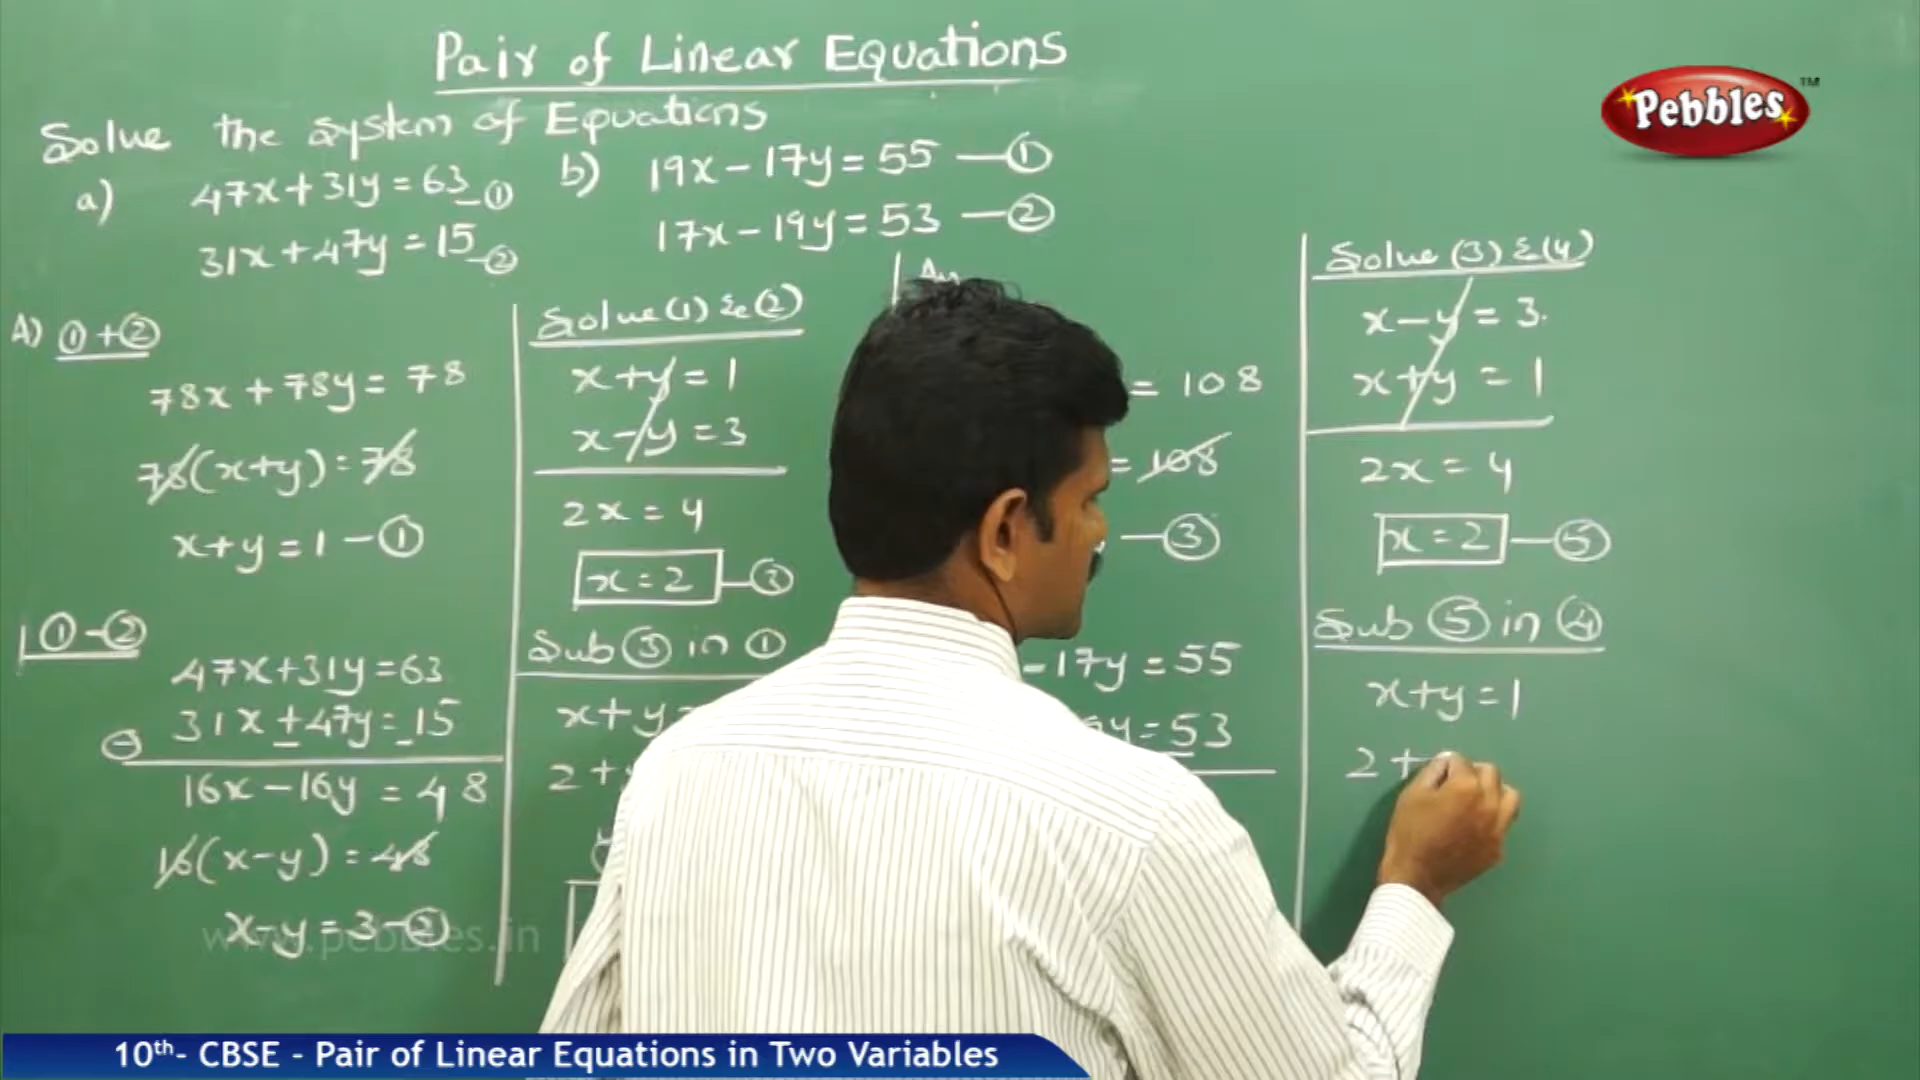 Pair of Linear Equations
Pebbles™
Solve the system of Equations
a) 47x+31y=63 —①
31x+47y=15 —②
b) 19x-17y=55 —①
17x-19y=53 —②
A) ①+②
78x+78y=78
78(x+y)=78
x+y=1 —①
①-②
47x+31y=63
⊖ 31x+47y=15
16x-16y=48
16(x-y)=48
x-y=3 —②
Solve (1) & (2)
x+y=1
x-y=3
2x=4
x=2 —③
Sub ③ in ①
x+y=
2+
=108
=108
—③
-17y=55
y=53
Solve (3) & (4)
x-y=3.
x+y=1
2x=4
x=2 —⑤
Sub ⑤ in ④
x+y=1
2+
www.pebbles.in
10th- CBSE - Pair of Linear Equations in Two Variables